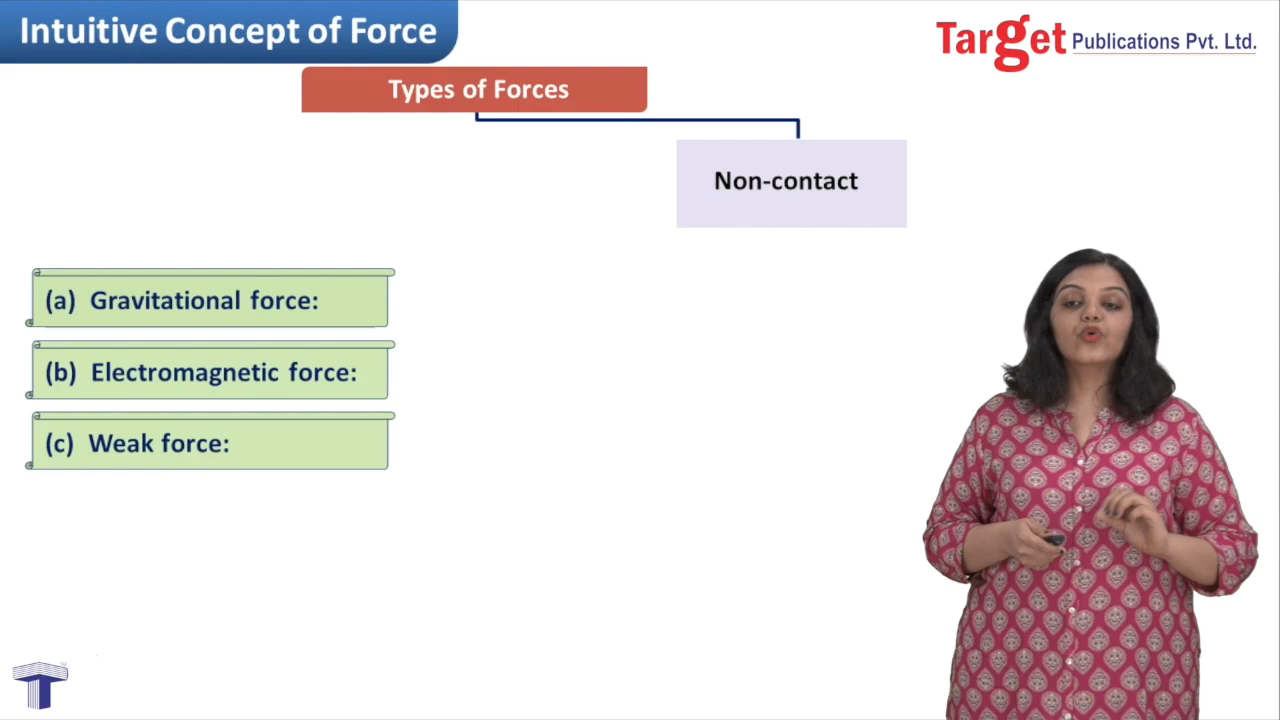 Intuitive Concept of Force
Target Publications Pvt. Ltd.
Types of Forces
Non-contact
(a) Gravitational force:
(b) Electromagnetic force:
(c) Weak force:
TM